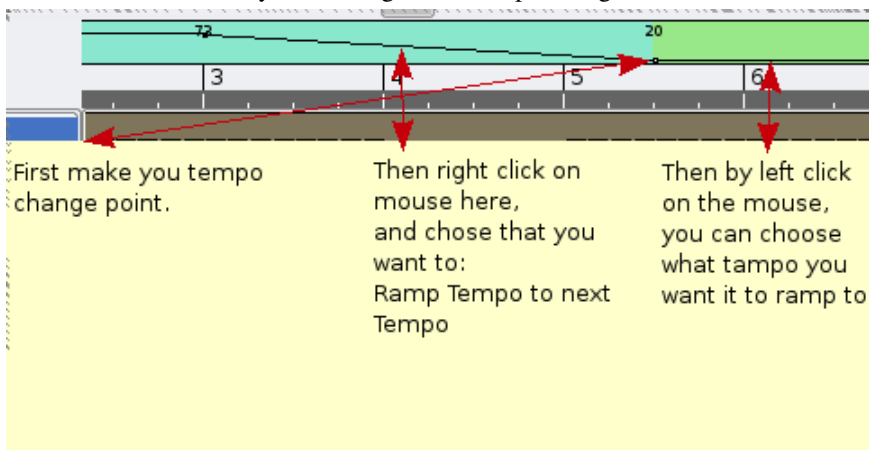 73
20
3
4
5
6
First make you tempo
change point.
Then right click on
mouse here,
and chose that you
want to:
Ramp Tempo to next
Tempo
Then by left click
on the mouse,
you can choose
what tampo you
want it to ramp to